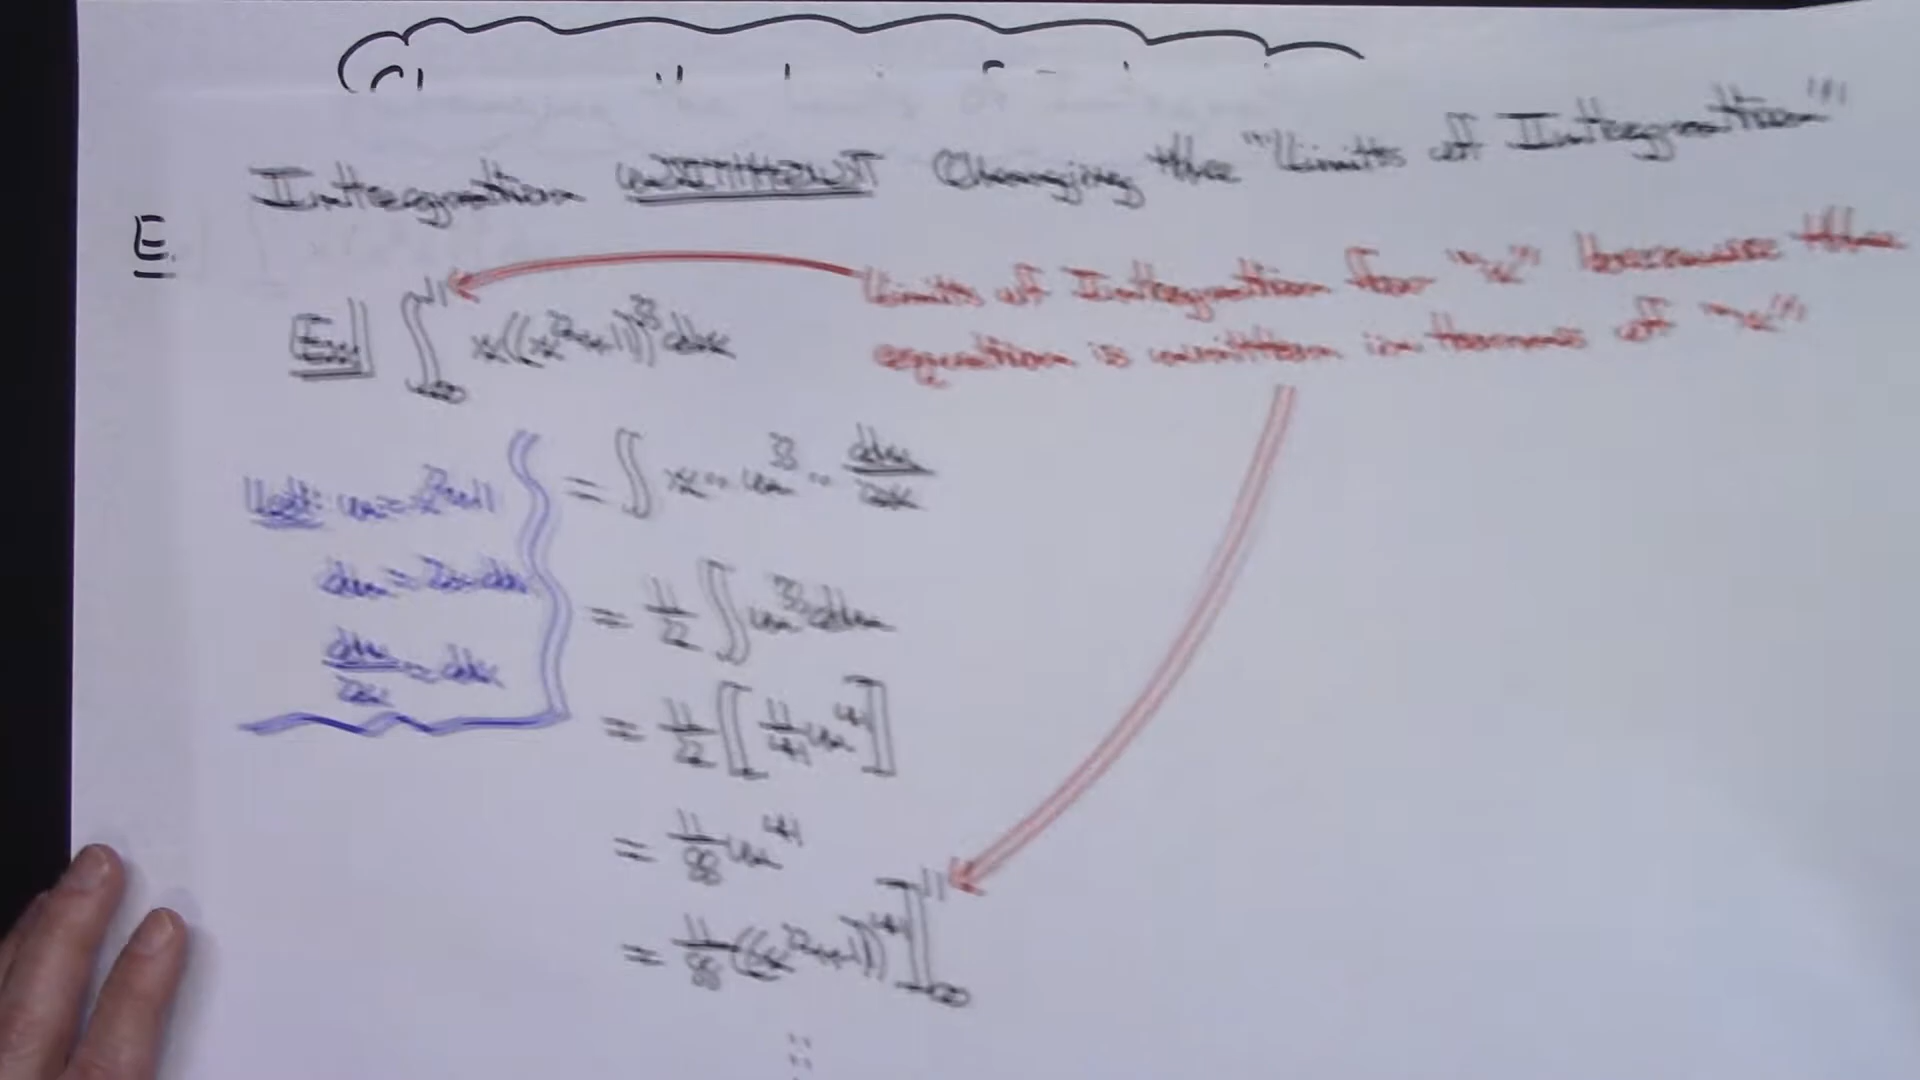 Integration WITHOUT Changing the "Limits of Integration"
E
Ex) ∫₀¹ x(x²+1)³ dx
Limits of Integration for "x" because the
equation is written in terms of "x"
Let: u = x²+1
du = 2x dx
du/2x = dx
= ∫ x · u³ · du/2x
= 1/2 ∫ u³ du
= 1/2 [1/4 u⁴]
= 1/8 u⁴
= 1/8 (x²+1)⁴]₀¹
: